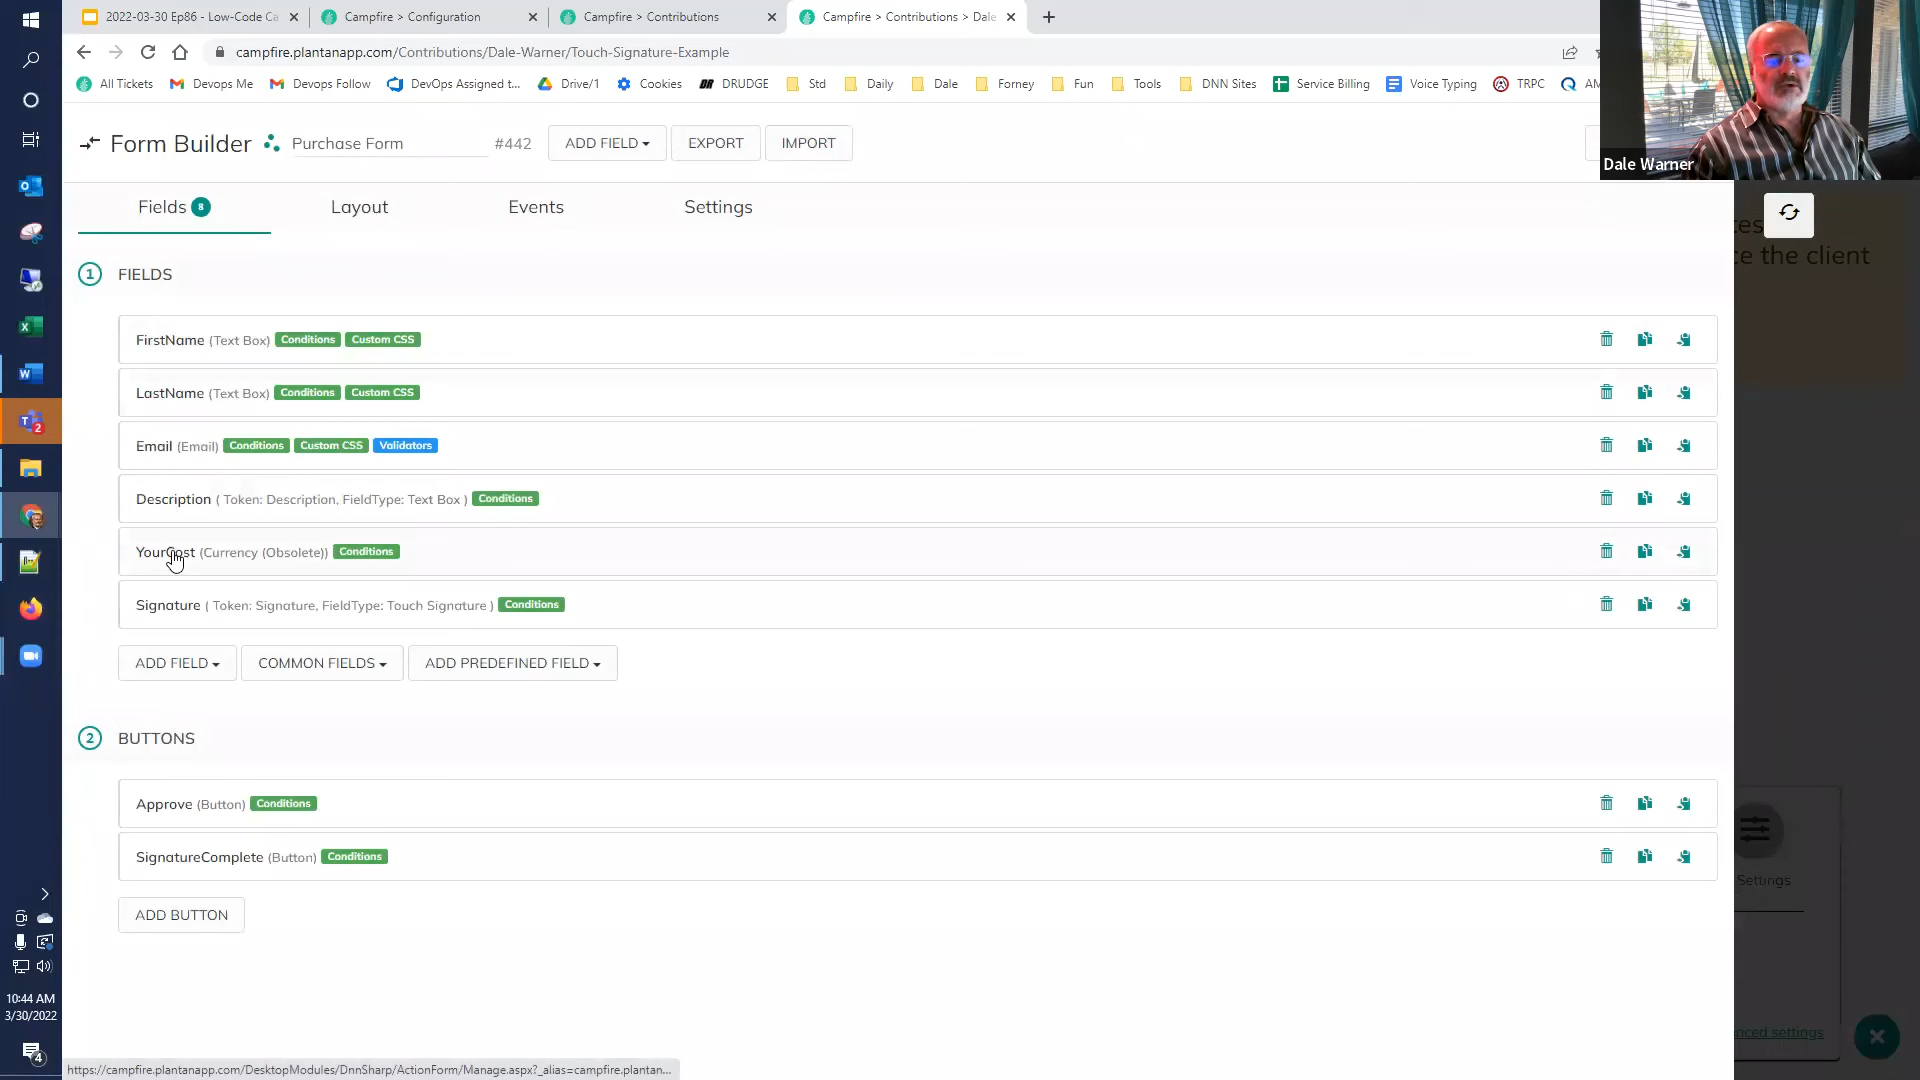 2022-03-30 Ep86 - Low-Code Ca
Campfire > Configuration
Campfire > Contributions
Campfire > Contributions > Dale
campfire.plantanapp.com/Contributions/Dale-Warner/Touch-Signature-Example
All Tickets
Devops Me
Devops Follow
DevOps Assigned t...
Drive/1
Cookies
DRUDGE
Std
Daily
Dale
Forney
Fun
Tools
DNN Sites
Service Billing
Voice Typing
TRPC
Form Builder
Purchase Form
#442
ADD FIELD
EXPORT
IMPORT
Dale Warner
Fields 8
Layout
Events
Settings
the client
1 FIELDS
FirstName (Text Box) Conditions Custom CSS
LastName (Text Box) Conditions Custom CSS
Email (Email) Conditions Custom CSS Validators
Description ( Token: Description, FieldType: Text Box ) Conditions
YourCost (Currency (Obsolete)) Conditions
Signature ( Token: Signature, FieldType: Touch Signature ) Conditions
ADD FIELD
COMMON FIELDS
ADD PREDEFINED FIELD
2 BUTTONS
Approve (Button) Conditions
SignatureComplete (Button) Conditions
Settings
ADD BUTTON
10:44 AM
3/30/2022
4
settings
https://campfire.plantanapp.com/DesktopModules/DnnSharp/ActionForm/Manage.aspx?_alias=campfire.plantan...